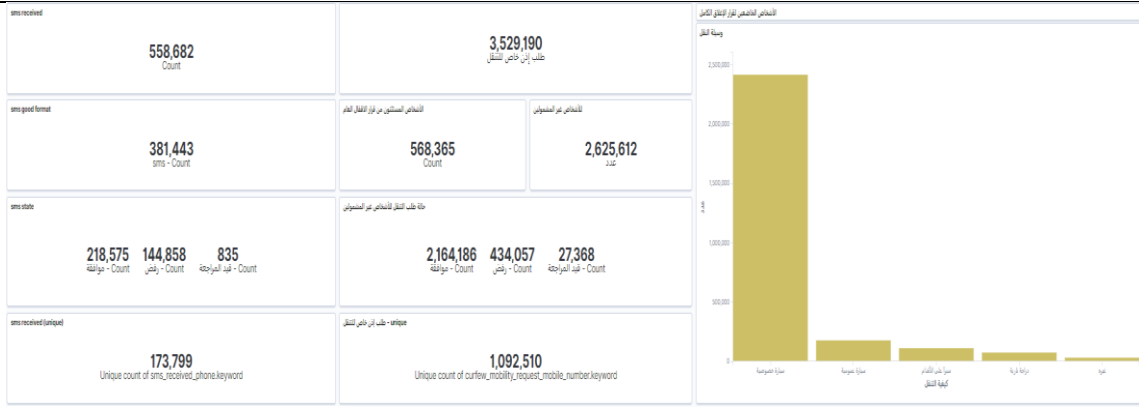 sms received
558,682
Count
3,529,190
طلب إذن خاص للتنقل
sms good format
381,443
sms - Count
الأشخاص المستثنون من قرار الاقفال العام
568,365
Count
للأشخاص غير المشمولين
2,625,612
عدد
sms state
218,575 144,858 835
موافقة - Count رفض - Count قيد المراجعة - Count
حالة طلب التنقل للأشخاص غير المشمولين
2,164,186 434,057 27,368
موافقة - Count رفض - Count قيد المراجعة - Count
sms received (unique)
173,799
Unique count of sms_received_phone.keyword
طلب إذن خاص للتنقل - unique
1,092,510
Unique count of curfew_mobility_request_mobile_number.keyword
الأشخاص الخاضعين لقرار الإغلاق الكامل
وسيلة النقل
2,500,000
2,000,000
1,500,000
1,000,000
500,000
0
عدد
سيارة خصوصية
سيارة عمومية
سيراً على الأقدام
دراجة نارية
كيفية التنقل